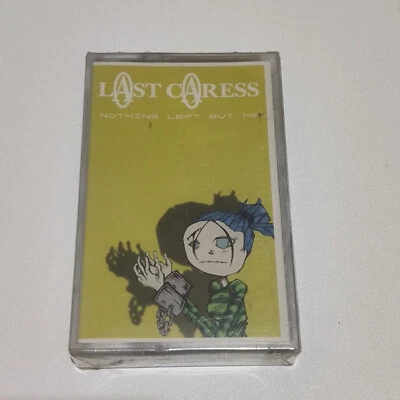 LAST CARESS
NOTHING LEFT BUT ME